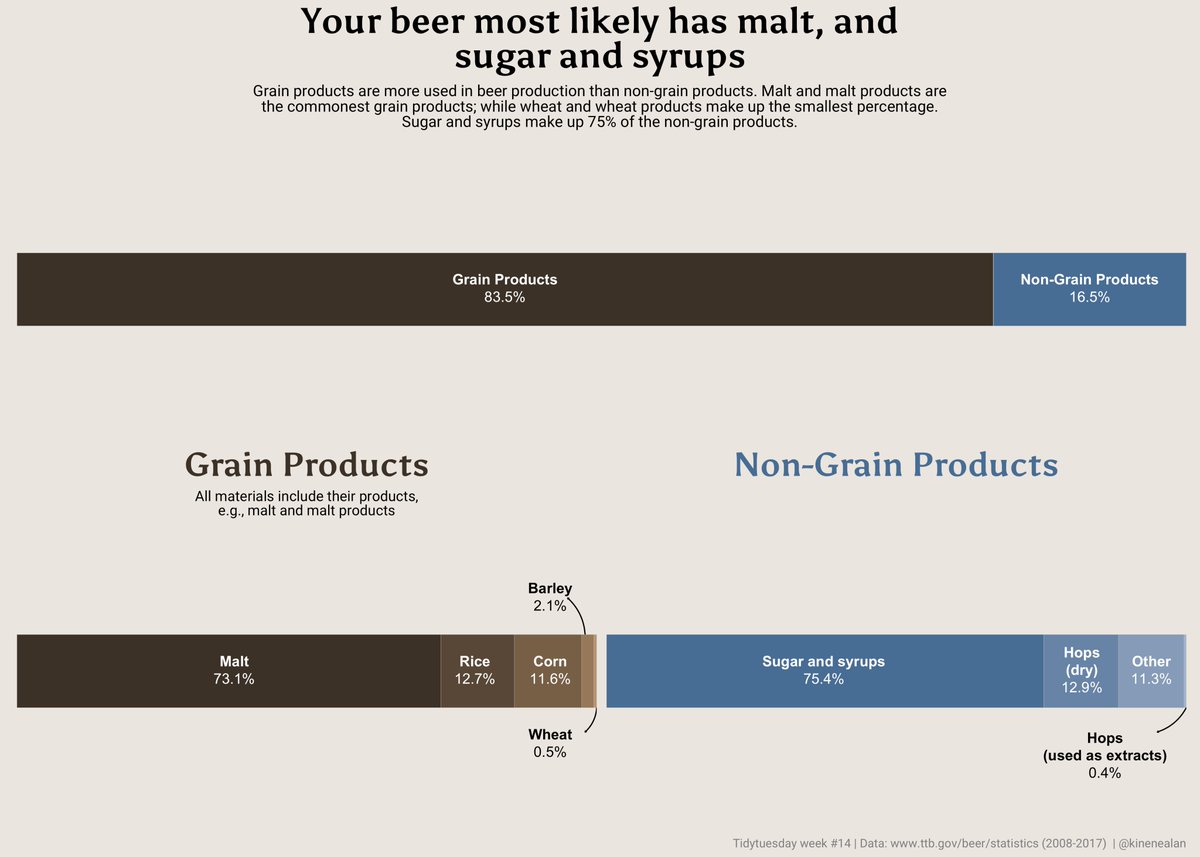 Your beer most likely has malt, and
sugar and syrups
Grain products are more used in beer production than non-grain products. Malt and malt products are
the commonest grain products; while wheat and wheat products make up the smallest percentage.
Sugar and syrups make up 75% of the non-grain products.
Grain Products
83.5%
Non-Grain Products
16.5%
Grain Products
All materials include their products,
e.g., malt and malt products
Non-Grain Products
Barley
2.1%
Malt
73.1%
Rice
12.7%
Corn
11.6%
Wheat
0.5%
Sugar and syrups
75.4%
Hops
(dry)
12.9%
Other
11.3%
Hops
(used as extracts)
0.4%
Tidytuesday week #14 | Data: www.ttb.gov/beer/statistics (2008-2017) | @kinenealan